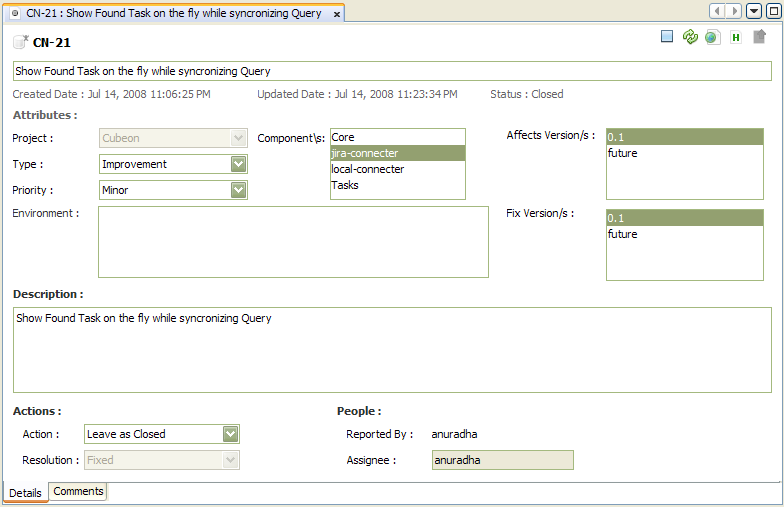 CN-21 : Show Found Task on the fly while syncronizing Query x
CN-21
H
Show Found Task on the fly while syncronizing Query
Created Date : Jul 14, 2008 11:06:25 PM Updated Date : Jul 14, 2008 11:23:34 PM Status : Closed
Attributes :
Project : Cubeon
Type : Improvement
Priority : Minor
Component\s:
Core
jira-connecter
local-connecter
Tasks
Affects Version/s :
0.1
future
Environment :
Fix Version/s :
0.1
future
Description :
Show Found Task on the fly while syncronizing Query
Actions :
Action : Leave as Closed
Resolution : Fixed
People :
Reported By : anuradha
Assignee : anuradha
Details Comments